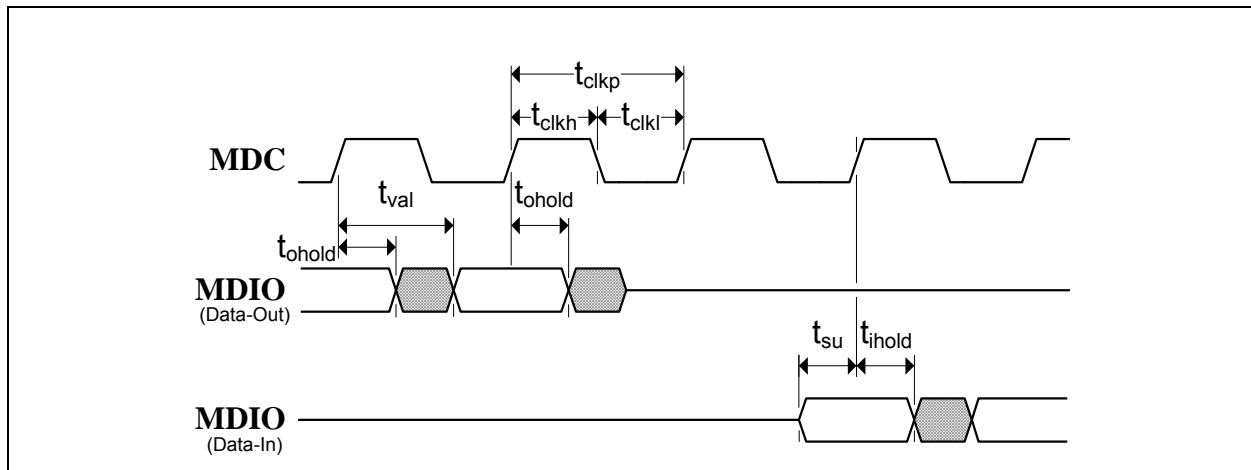 tclkp
tclkh tclkl
MDC
tval
tohold
tohold
MDIO
(Data-Out)
tsu tihold
MDIO
(Data-In)